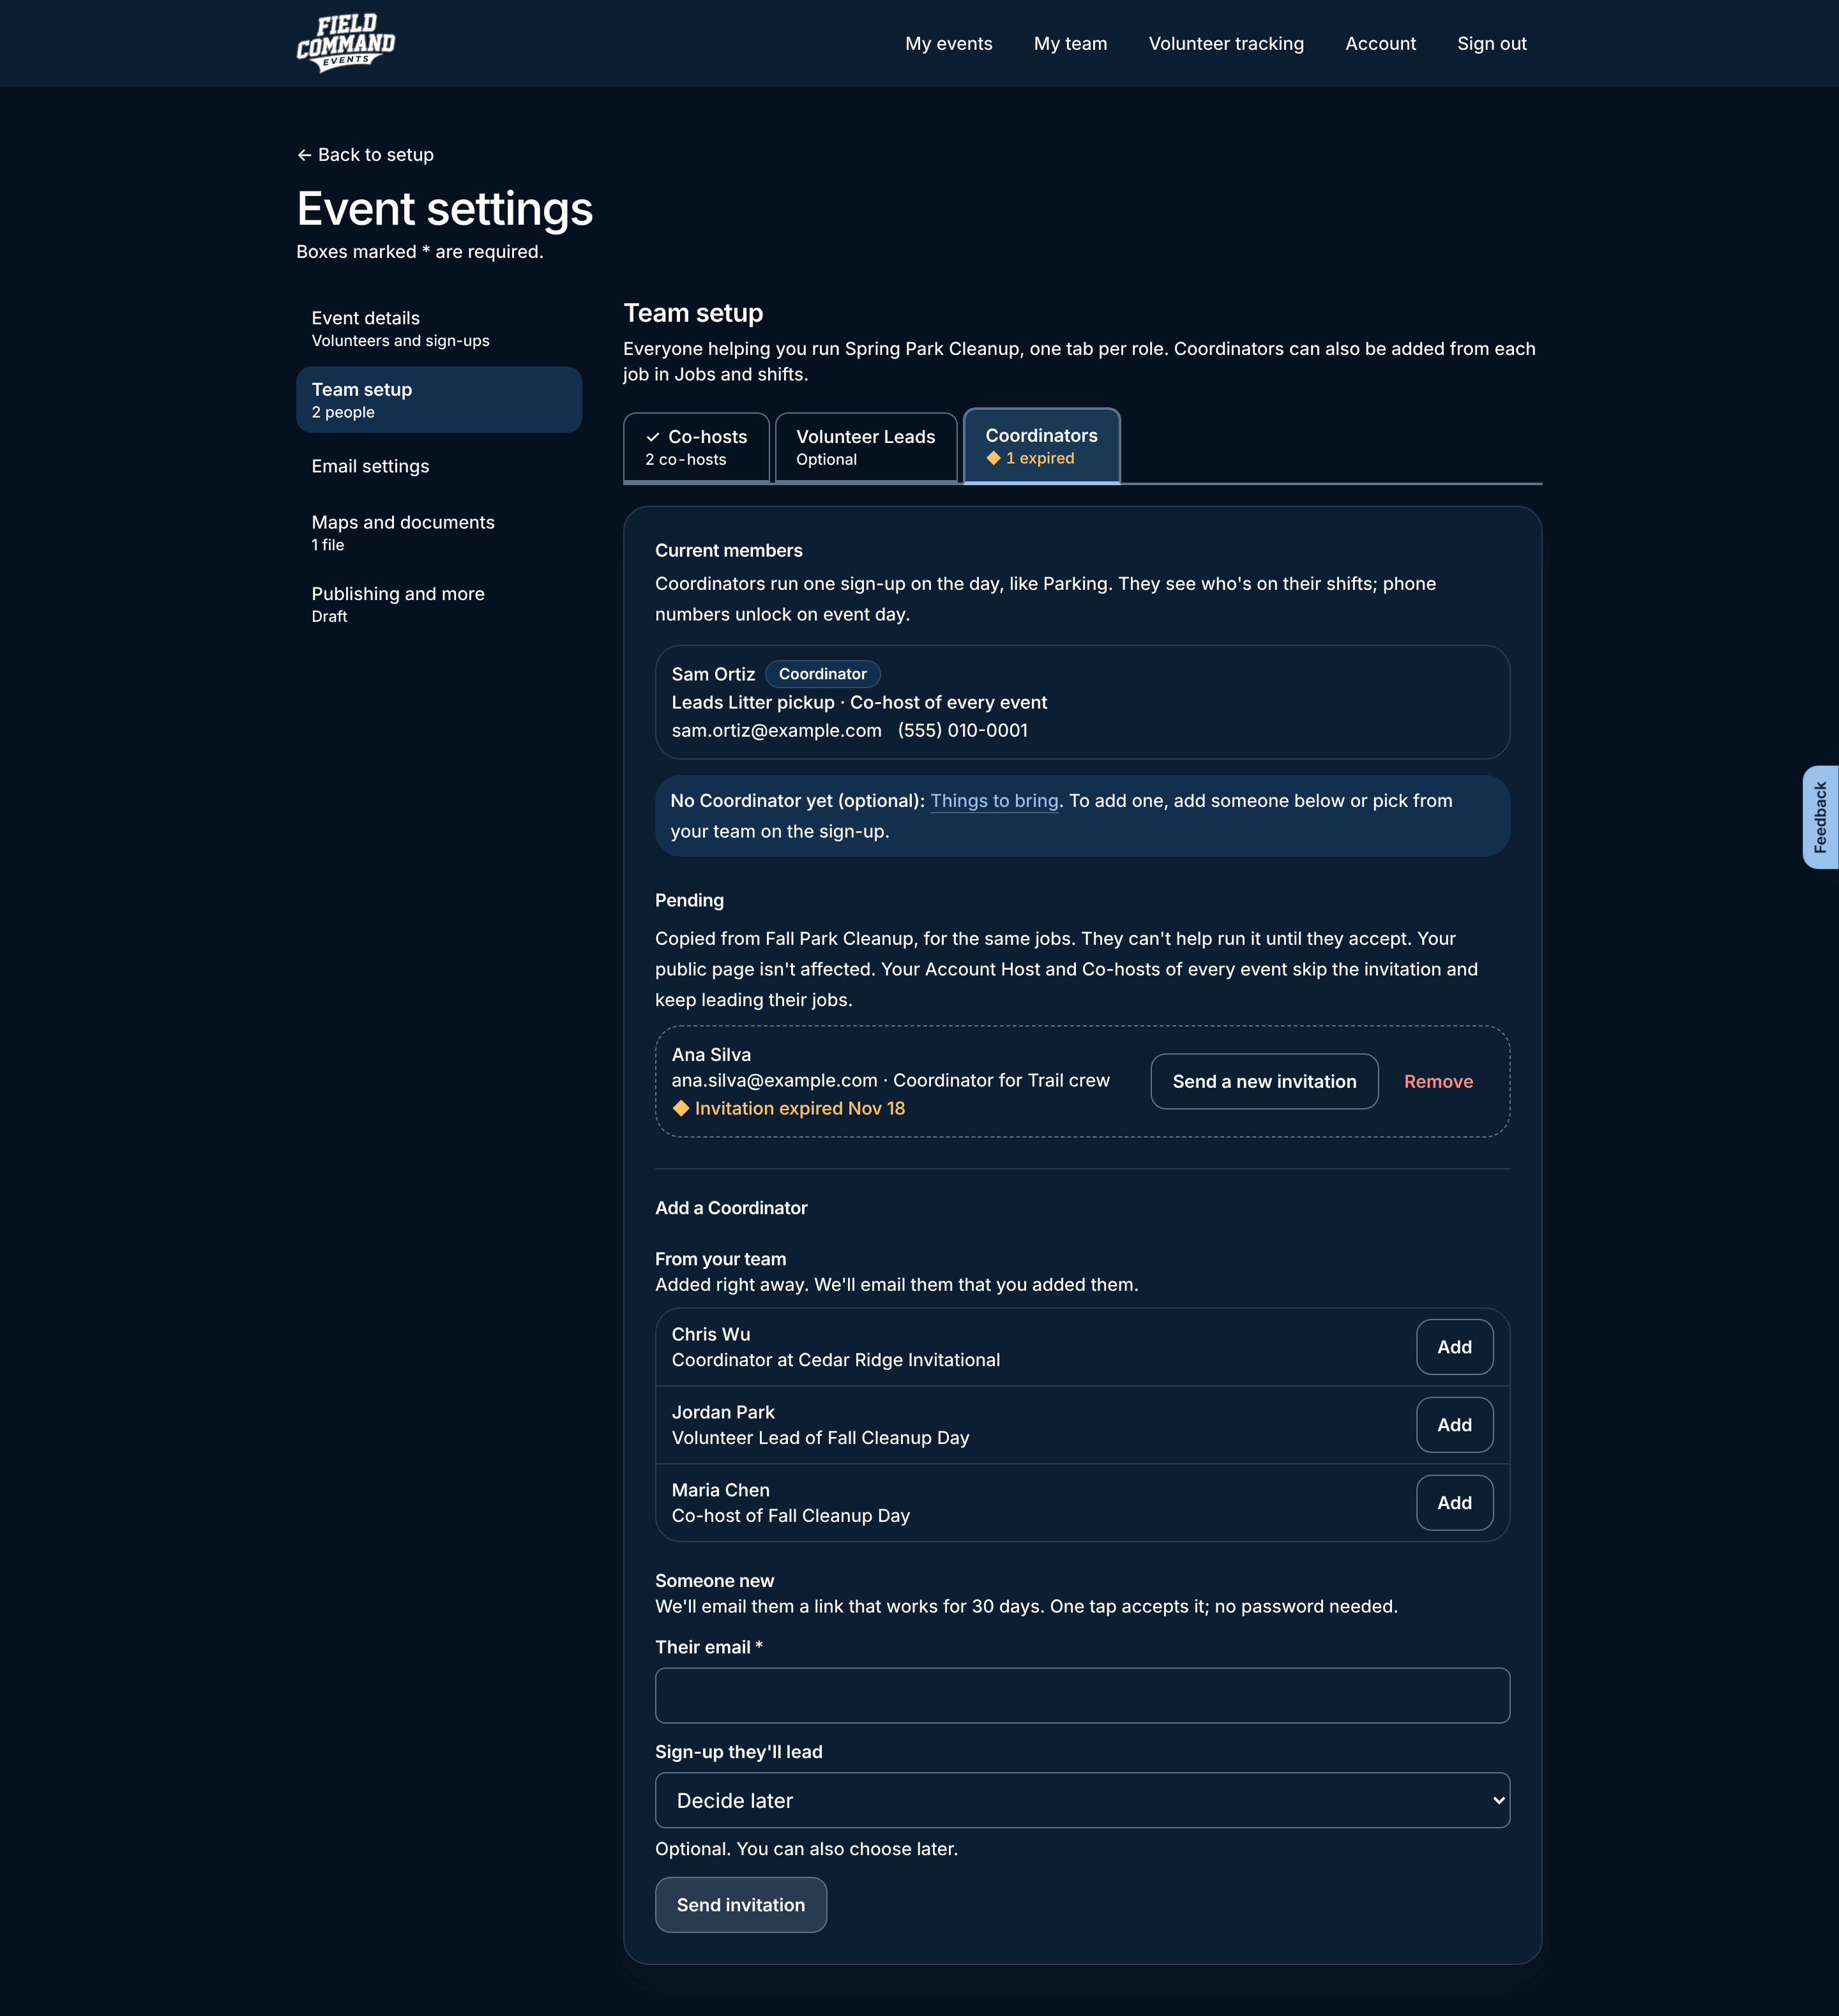 FIELD
COMMAND
EVENTS
My events
My team
Volunteer tracking
Account
Sign out
← Back to setup
Event settings
Boxes marked * are required.
Event details
Volunteers and sign-ups
Team setup
2 people
Email settings
Maps and documents
1 file
Publishing and more
Draft
Team setup
Everyone helping you run Spring Park Cleanup, one tab per role. Coordinators can also be added from each
job in Jobs and shifts.
✓ Co-hosts
2 co-hosts
Volunteer Leads
Optional
Coordinators
◆ 1 expired
Current members
Coordinators run one sign-up on the day, like Parking. They see who's on their shifts; phone
numbers unlock on event day.
Sam Ortiz Coordinator
Leads Litter pickup · Co-host of every event
sam.ortiz@example.com (555) 010-0001
No Coordinator yet (optional): Things to bring. To add one, add someone below or pick from
your team on the sign-up.
Pending
Copied from Fall Park Cleanup, for the same jobs. They can't help run it until they accept. Your
public page isn't affected. Your Account Host and Co-hosts of every event skip the invitation and
keep leading their jobs.
Ana Silva
ana.silva@example.com · Coordinator for Trail crew
◆ Invitation expired Nov 18
Send a new invitation
Remove
Add a Coordinator
From your team
Added right away. We'll email them that you added them.
Chris Wu
Coordinator at Cedar Ridge Invitational
Add
Jordan Park
Volunteer Lead of Fall Cleanup Day
Add
Maria Chen
Co-host of Fall Cleanup Day
Add
Someone new
We'll email them a link that works for 30 days. One tap accepts it; no password needed.
Their email *
Sign-up they'll lead
Decide later
Optional. You can also choose later.
Send invitation
Feedback